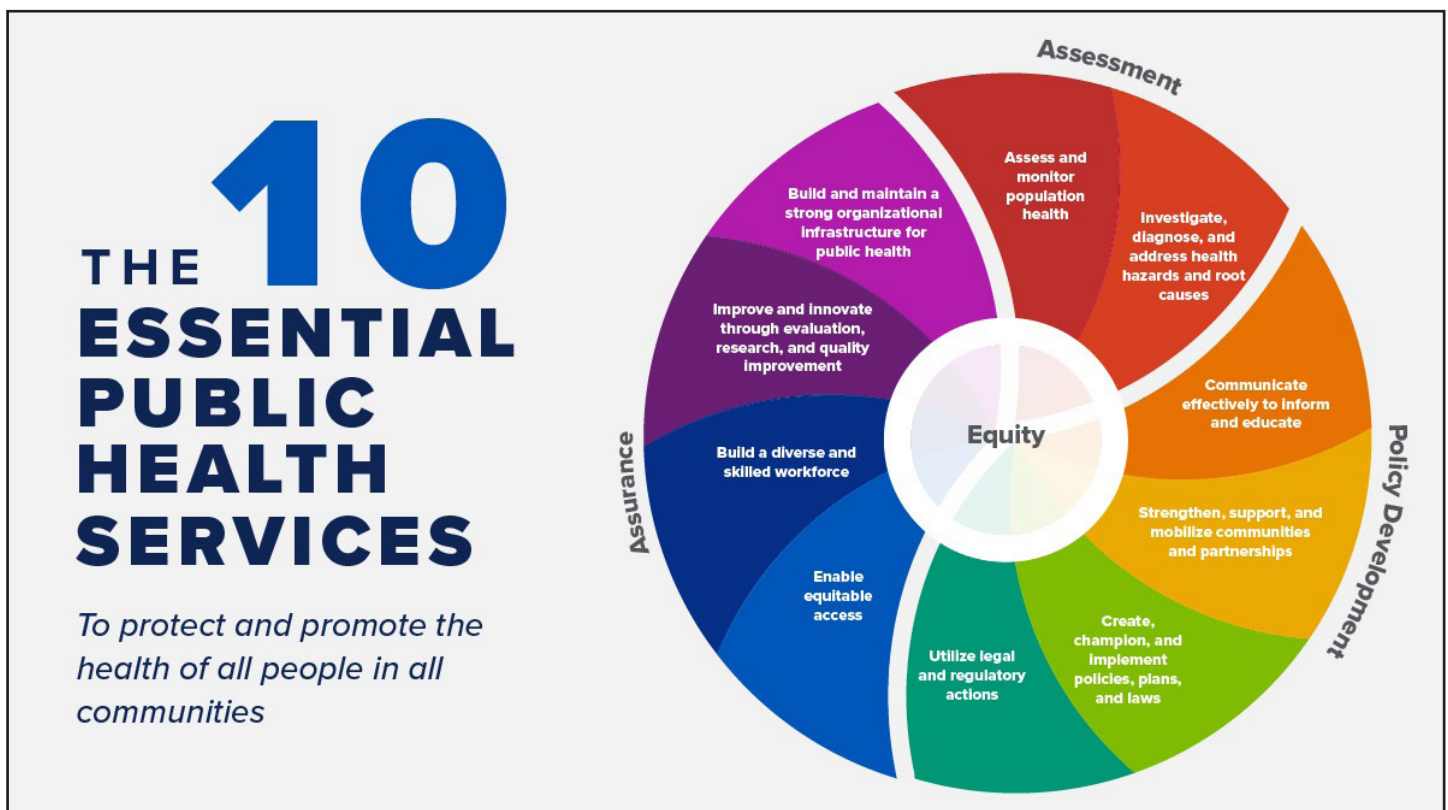 THE 10
ESSENTIAL
PUBLIC
HEALTH
SERVICES
To protect and promote the
health of all people in all
communities
Assessment
Assess and
monitor
population
health
Investigate,
diagnose, and
address health
hazards and root
causes
Policy Development
Communicate
effectively to inform
and educate
Strengthen, support, and
mobilize communities
and partnerships
Create,
champion, and
implement
policies, plans,
and laws
Utilize legal
and regulatory
actions
Assurance
Enable
equitable
access
Build a diverse and
skilled workforce
Improve and innovate
through evaluation,
research, and quality
improvement
Build and maintain a
strong organizational
infrastructure for
public health
Equity